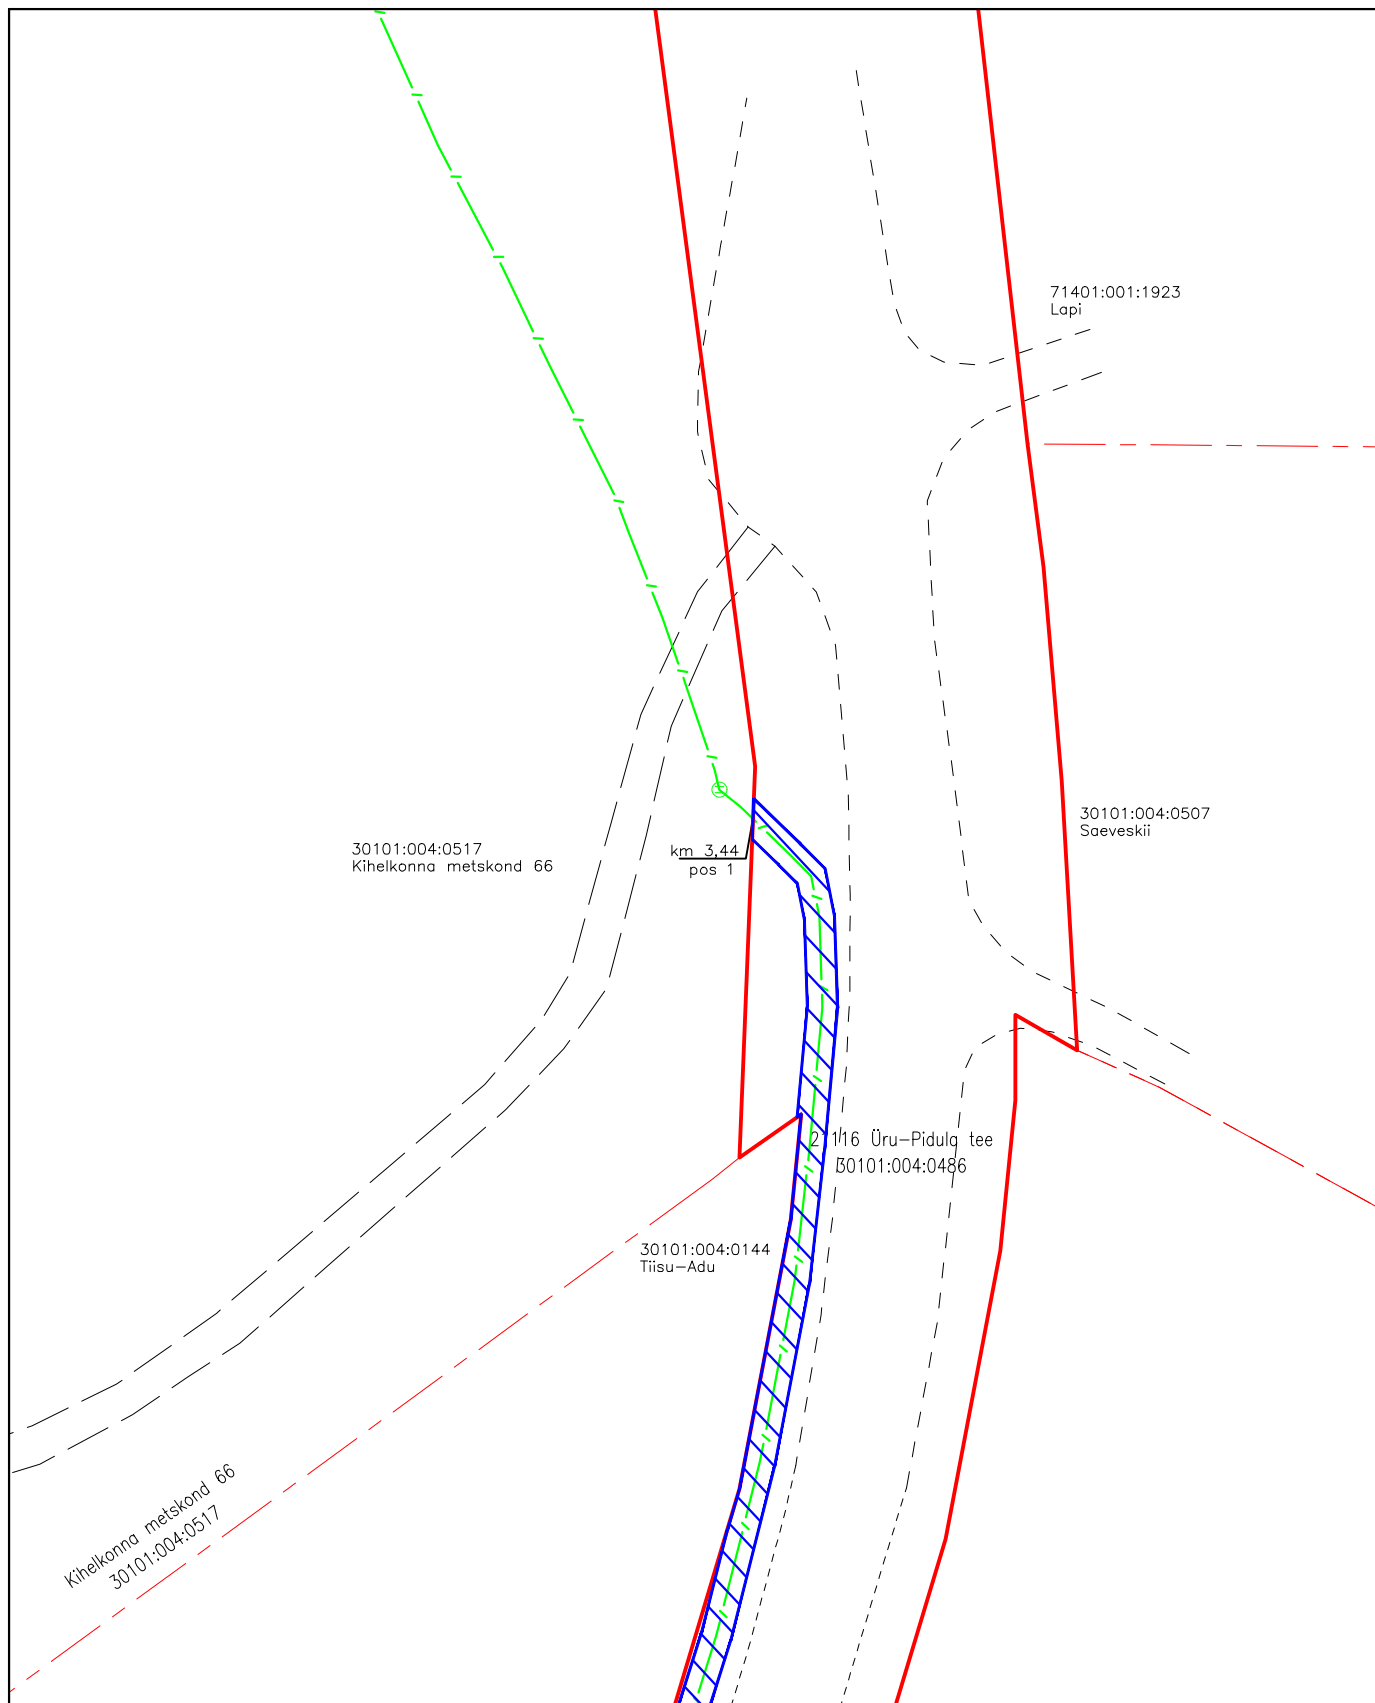 71401:001:1923
Lapi
30101:004:0507
Saeveskii
30101:004:0517
Kihelkonna metskond 66
km 3,44
pos 1
21116 Üru-Pidula tee
30101:004:0486
30101:004:0144
Tiisu-Adu
Kihelkonna metskond 66
30101:004:0517